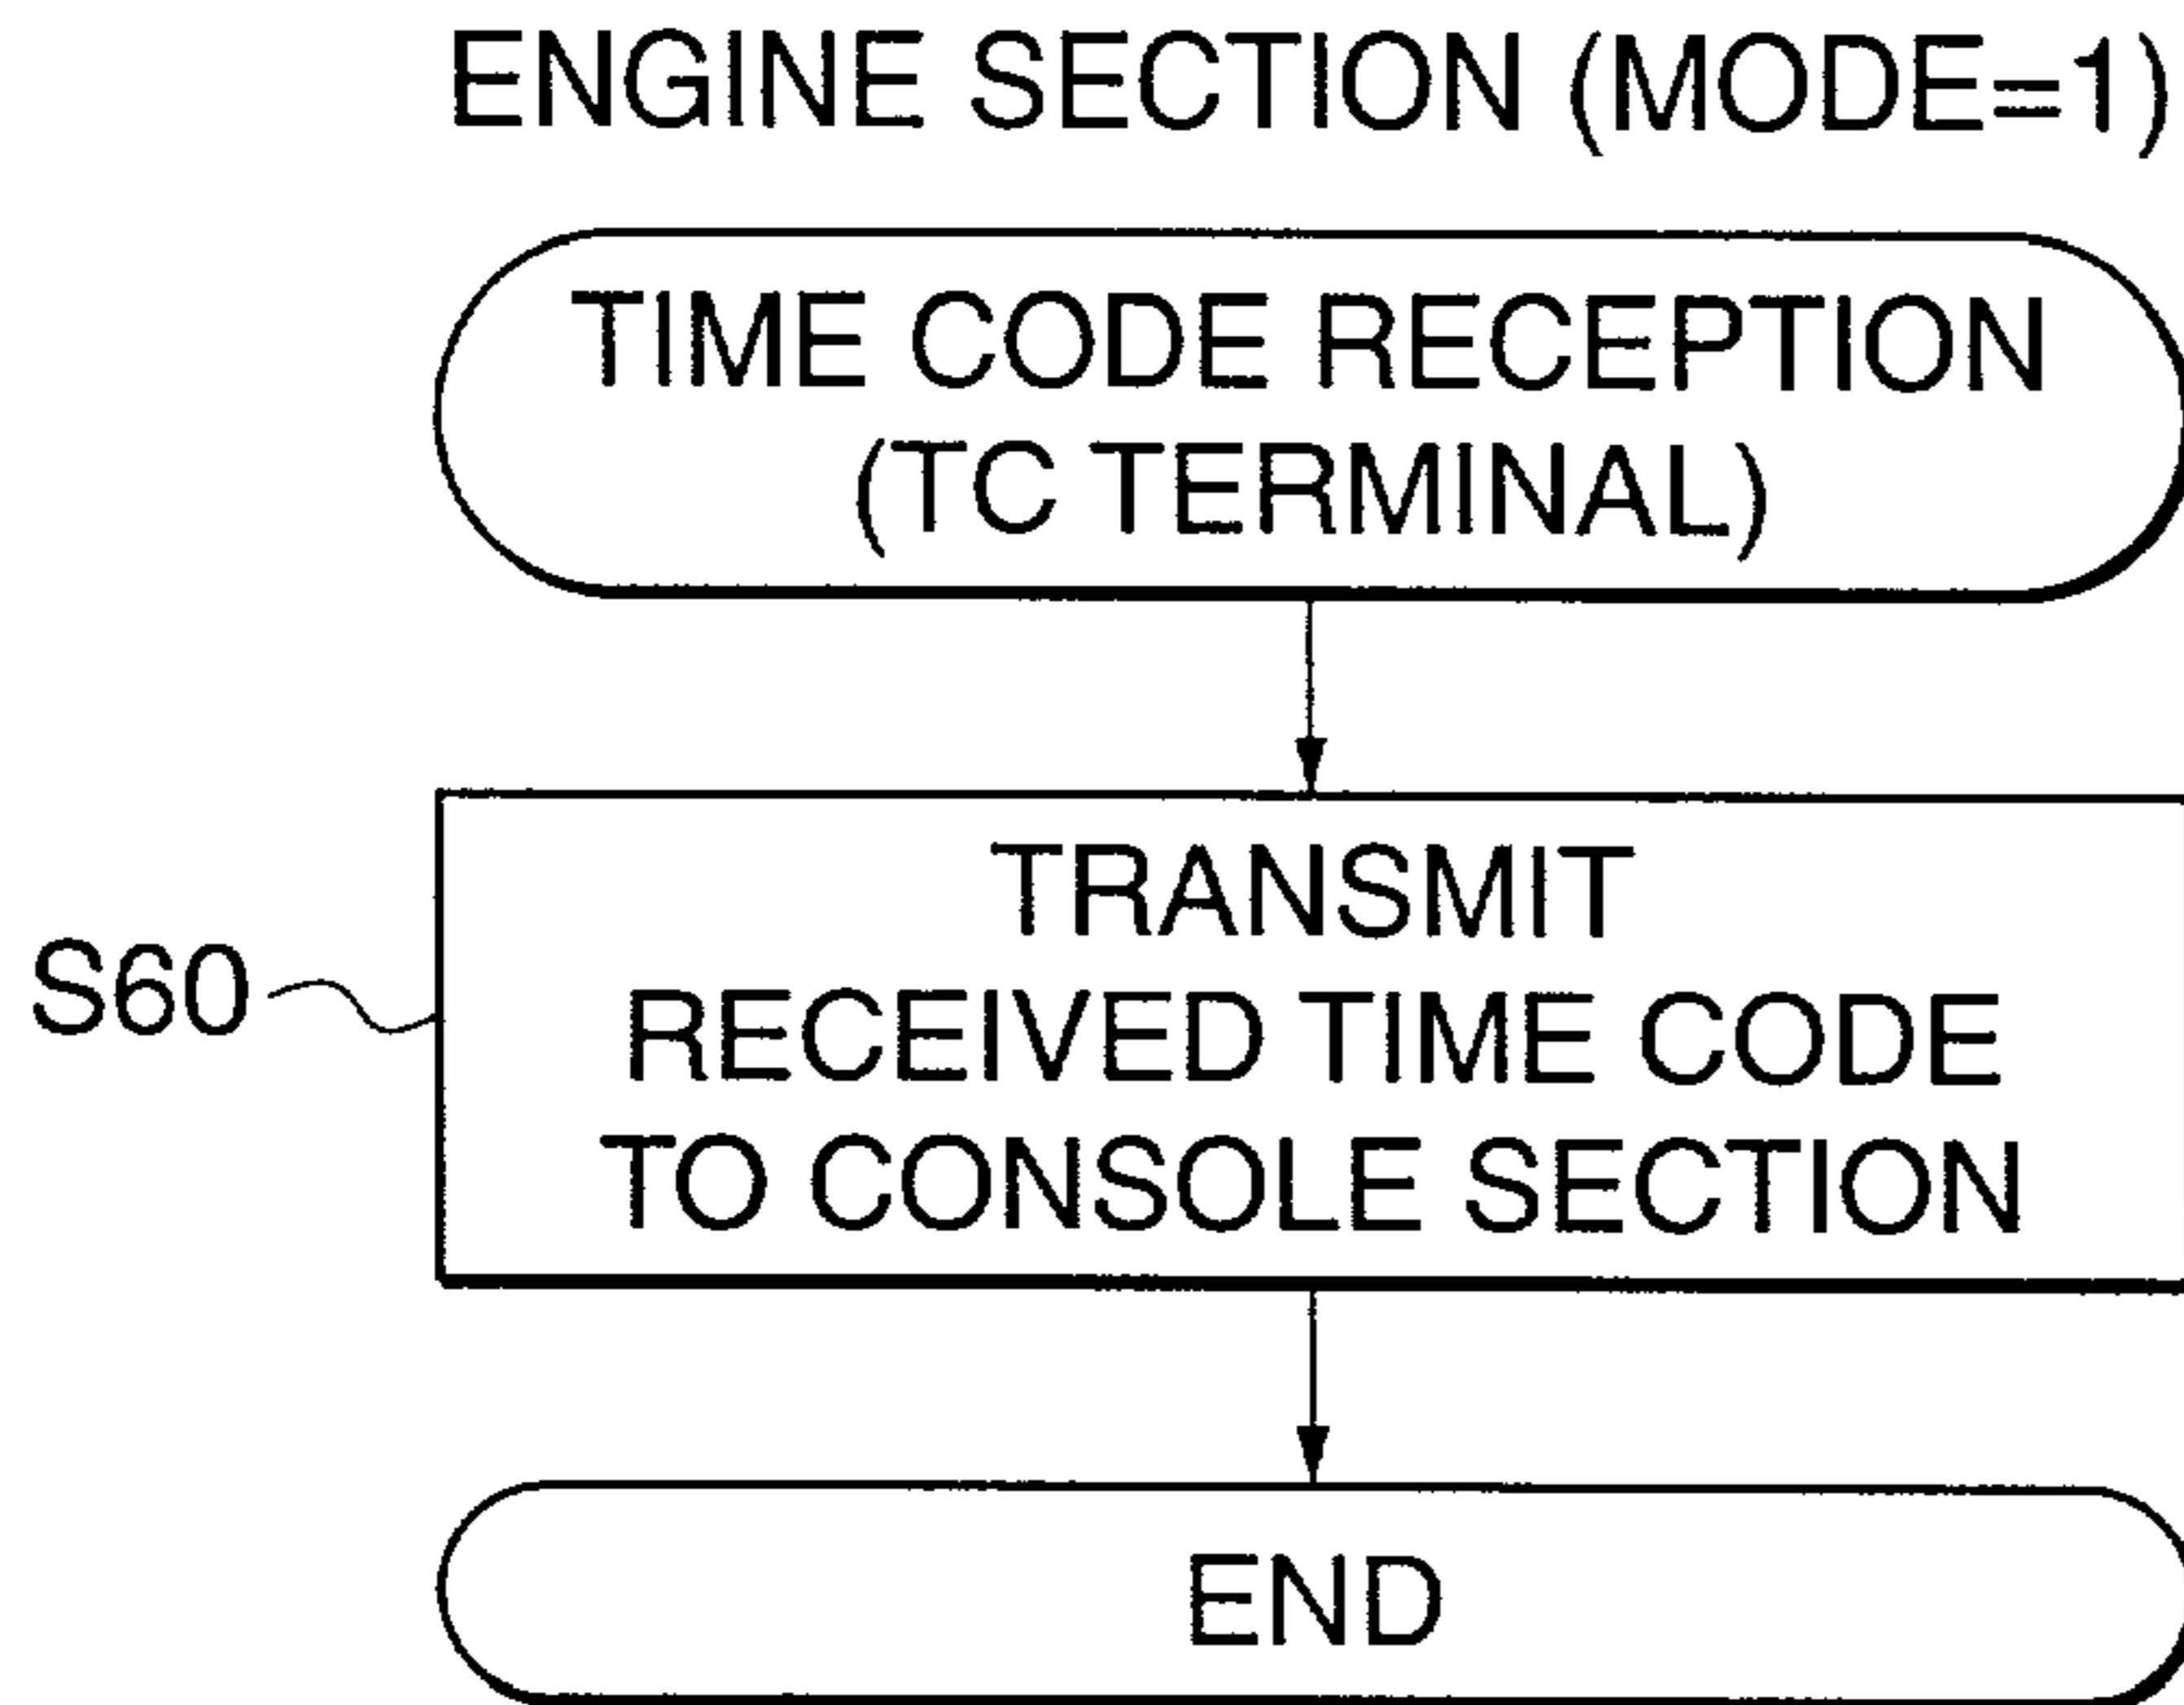 ENGINE SECTION (MODE=1)
TIME CODE RECEPTION
(TC TERMINAL)
TRANSMIT
RECEIVED TIME CODE
TO CONSOLE SECTION
S60
END